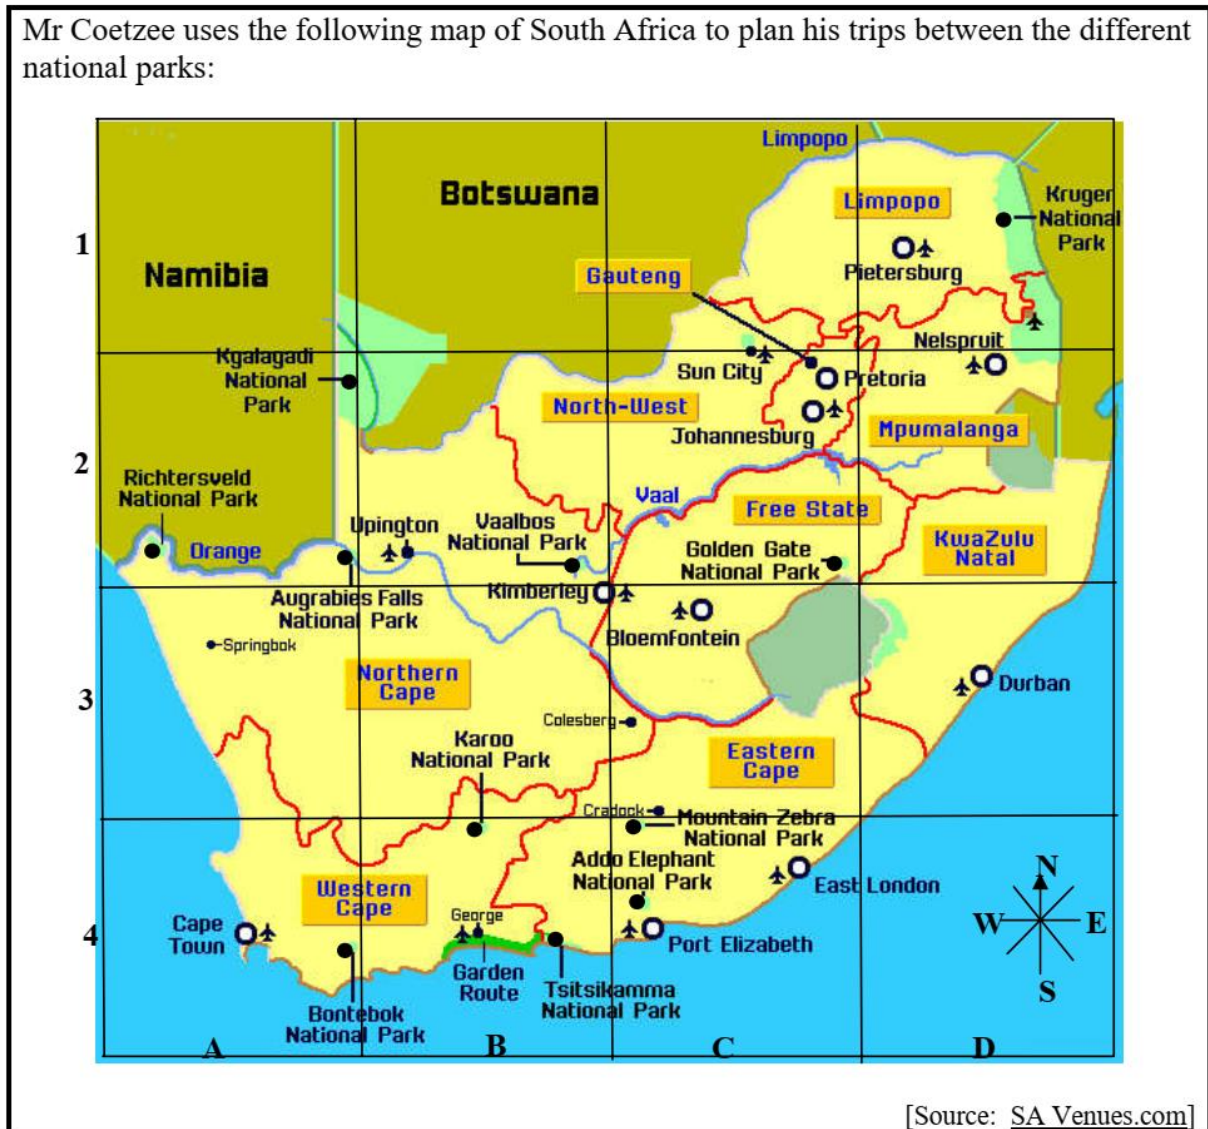 Mr Coetzee uses the following map of South Africa to plan his trips between the different
national parks:
Limpopo
Botswana
Limpopo
Kruger
National
Park
1
Namibia
Gauteng
Pietersburg
Kgalagadi
National
Park
Nelspruit
Sun City
Pretoria
North-West
Johannesburg
Mpumalanga
2
Richtersveld
National Park
Vaal
Free State
Upington
Vaalbos
National Park
Orange
Golden Gate
National Park
KwaZulu
Natal
Kimberley
Augrabies Falls
National Park
Bloemfontein
Springbok
Northern
Cape
Durban
3
Colesberg
Karoo
National Park
Eastern
Cape
Cradock
Mountain Zebra
National Park
Addo Elephant
National Park
N
Western
Cape
East London
W
E
Cape
Town
George
4
Port Elizabeth
Garden
Route
Tsitsikamma
National Park
S
Bontebok
National Park
A
B
C
D
[Source: SA Venues.com]